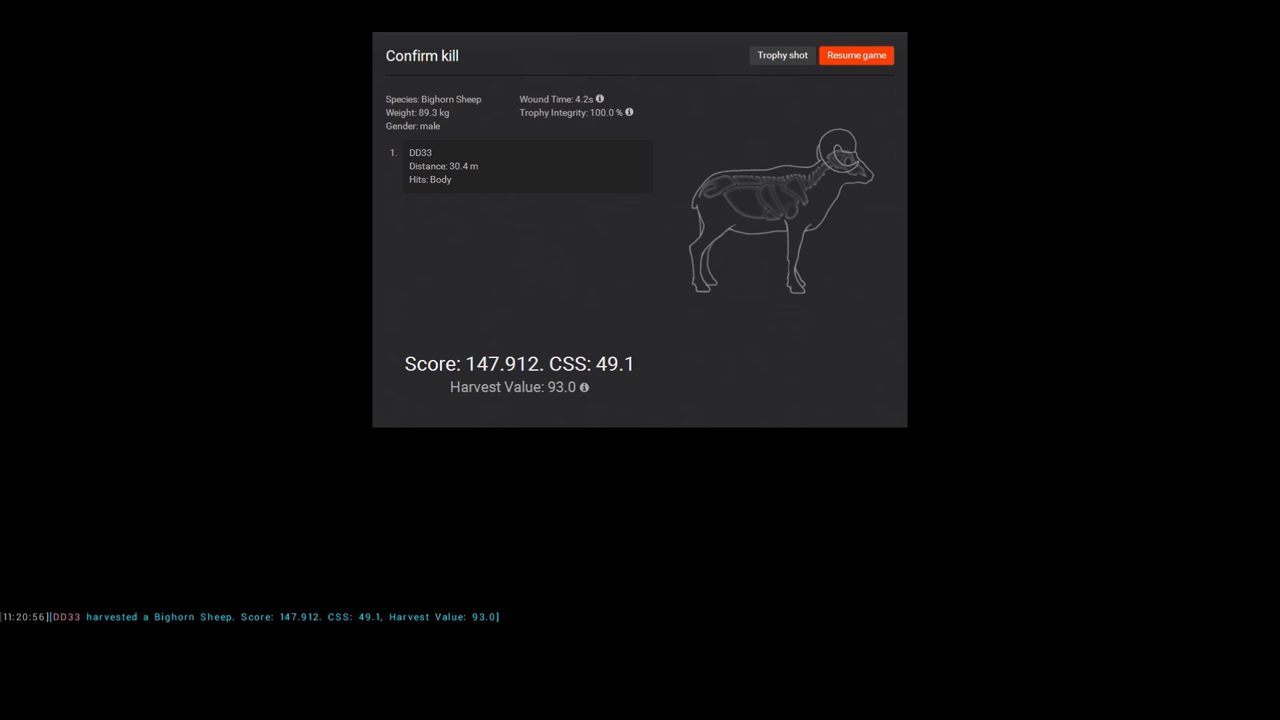 Confirm kill
Trophy shot
Resume game
Species: Bighorn Sheep
Weight: 89.3 kg
Gender: male
Wound Time: 4.2s
Trophy Integrity: 100.0 %
1.
DD33
Distance: 30.4 m
Hits: Body
Score: 147.912. CSS: 49.1
Harvest Value: 93.0
[11:20:56][DD33 harvested a Bighorn Sheep. Score: 147.912. CSS: 49.1, Harvest Value: 93.0]